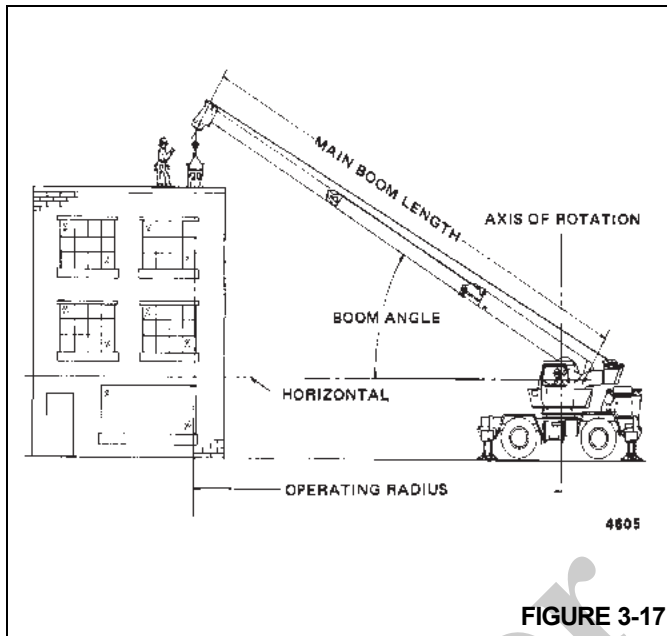 MAIN BOOM LENGTH
AXIS OF ROTATION
BOOM ANGLE
HORIZONTAL
OPERATING RADIUS
4605
FIGURE 3-17